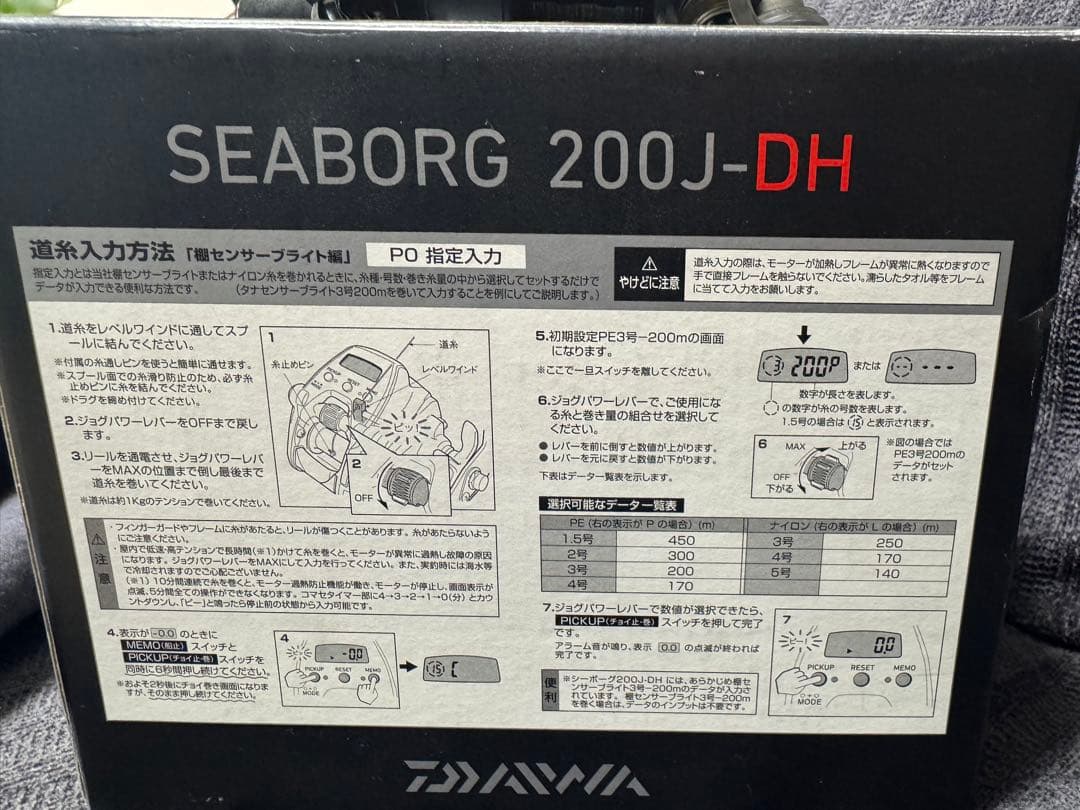 SEABORG 200J-DH
道糸入力方法「棚センサーブライト編」 PO 指定入力
指定入力とは当社棚センサーブライトまたはナイロン糸を巻かれるときに、糸種・号数・巻き糸量の中から選択してセットするだけで
データが入力できる便利な方法です。 (タナセンサーブライト3号200mを巻いて入力することを例にしてご説明します。)
やけどに注意
道糸入力の際は、モーターが加熱しフレームが異常に熱くなりますので
手で直接フレームを触らないでください。濡らしたタオル等をフレーム
に当てて入力をお願いします。
1.道糸をレベルワインドに通してスプ
ールに結んでください。
※付属の糸通しピンを使うと簡単に通せます。
※スプール面での糸滑り防止のため、必ず糸
止めピンに糸を結んでください。
※ドラグを締め付けてください。
2.ジョグパワーレバーをOFFまで戻し
ます。
3.リールを通電させ、ジョグパワーレバ
ーをMAXの位置まで倒し最後まで
道糸を巻いてください。
※道糸は約1Kgのテンションで巻いてください。
1
道糸
糸止めピン
レベルワインド
ピッ
2
OFF
注意
・フィンガーガードやフレームに糸があたると、リールが傷つくことがあります。糸があたらないよう
にご注意ください。
・屋内で低速・高テンションで長時間(※1)かけて糸を巻くと、モーターが異常に過熱し故障の原因
になります。ジョグパワーレバーをMAXにして入力を行ってください。また、実釣時には海水等
で冷却されますのでご心配ございません。
(※1) 10分間連続で糸を巻くと、モーター過熱防止機能が働き、モーターが停止し、画面表示が
点滅、5分間全ての操作ができなくなります。コマセタイマー部に4→3→2→1→0(分)とカウ
ントダウンし、「ピー」と鳴ったら停止前の状態から入力可能です。
4.表示が -0.0 のときに
MEMO(船止) スイッチと
PICKUP(チョイ止・巻) スイッチを
同時に6秒間押し続けてください。
※およそ2秒後にチョイ巻き画面になりま
すが、そのまま押し続けてください。
4
ピー!
-0.0
PICKUP RESET MEMO
MODE
15 [
5.初期設定PE3号ー200mの画面
になります。
※ここで一旦スイッチを離してください。
6.ジョグパワーレバーで、ご使用にな
る糸と巻き量の組合せを選択して
ください。
● レバーを前に倒すと数値が上がります。
● レバーを元に戻すと数値が下がります。
下表はデータ一覧表を示します。
3 200P または ---
数字が長さを表します。
の数字が糸の号数を表します。
1.5号の場合は 15 と表示されます。
6 MAX 上がる
OFF
下がる
※図の場合では
PE3号200mの
データがセット
されます。
選択可能なデータ一覧表
PE (右の表示が P の場合) (m) ナイロン (右の表示が L の場合) (m)
1.5号 450 3号 250
2号 300 4号 170
3号 200 5号 140
4号 170
7.ジョグパワーレバーで数値が選択できたら、
PICKUP(チョイ止・巻) スイッチを押して完了
です。
アラーム音が鳴り、表示 0.0 の点滅が終われば
完了です。
便利
※シーボーグ200J-DH には、あらかじめ棚セ
ンサーブライト3号ー200mのデータが入力さ
れています。棚センサーブライト3号ー200m
を巻く場合は、データのインプットは不要です。
7
ピー!
0.0
PICKUP RESET MEMO
MODE
DAIWA